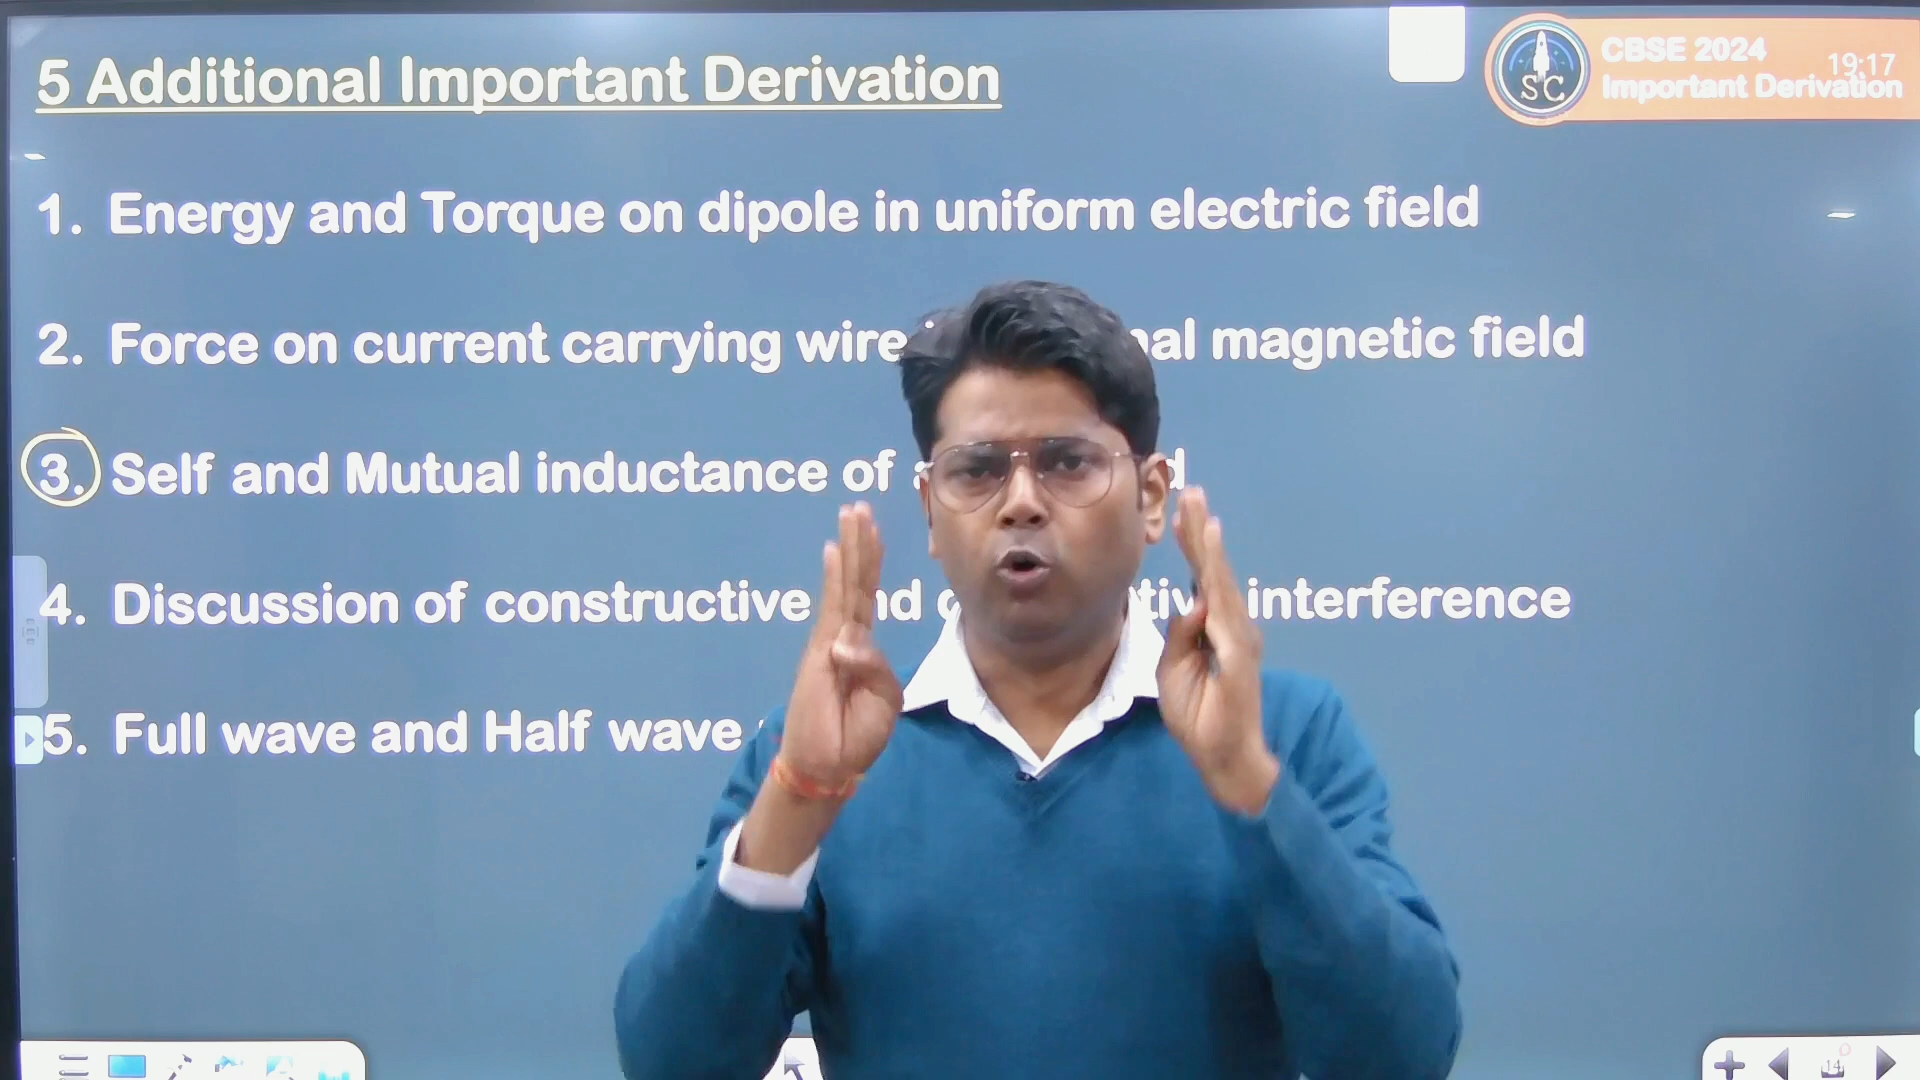 5 Additional Important Derivation
CBSE 2024
19:17
Important Derivation
SC
1. Energy and Torque on dipole in uniform electric field
2. Force on current carrying wire magnetic field
3. Self and Mutual inductance of
4. Discussion of constructive interference
5. Full wave and Half wave
14